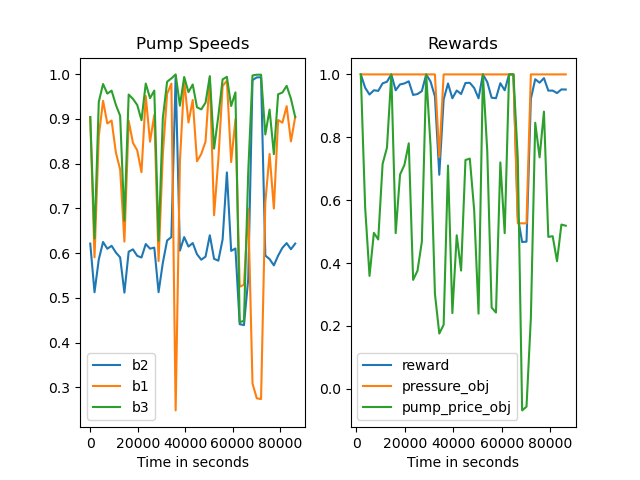 Pump Speeds
1.0
0.9
0.8
0.7
0.6
0.5
0.4
0.3
b2
b1
b3
0 20000 40000 60000 80000
Time in seconds
Rewards
1.0
0.8
0.6
0.4
0.2
0.0
reward
pressure_obj
pump_price_obj
0 20000 40000 60000 80000
Time in seconds